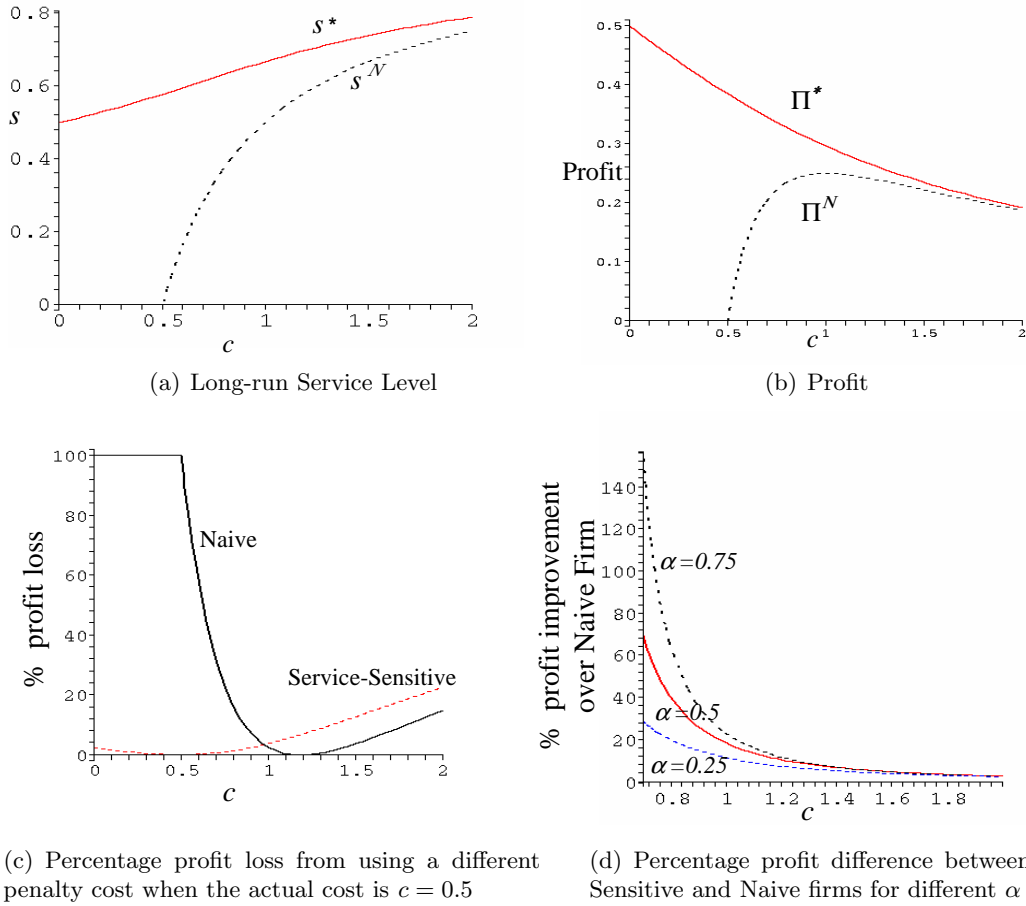 0.8
s*
s^N
0.6
s
0.4
0.2
0
0 0.5 1 1.5 2
c
(a) Long-run Service Level
0.5
0.4
Π*
0.3
Profit
0.2
Π^N
0.1
0
0 0.5 1 1.5 2
c
(b) Profit
% profit loss
100
80
Naive
60
40
Service-Sensitive
20
0
0 0.5 1 1.5 2
c
(c) Percentage profit loss from using a different
penalty cost when the actual cost is c = 0.5
% profit improvement
over Naive Firm
140
120
100
α=0.75
80
60
40
α=0.5
20
α=0.25
0
0.8 1 1.2 1.4 1.6 1.8
c
(d) Percentage profit difference between
Sensitive and Naive firms for different α